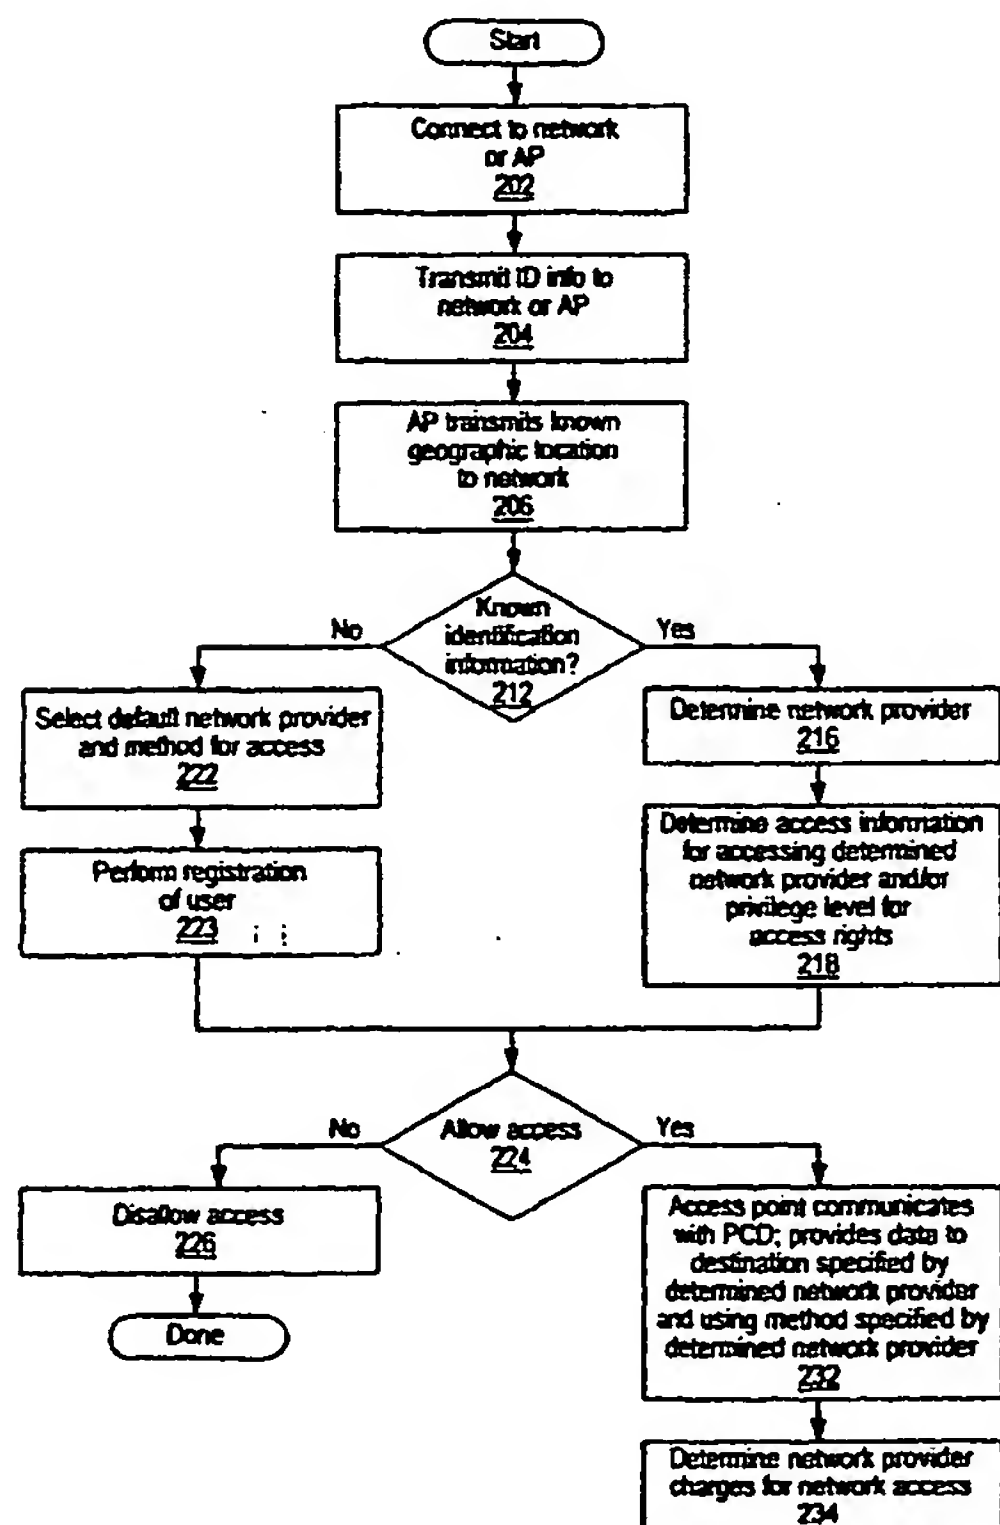 Start
Connect to network
or AP
202
Transmit ID info to
network or AP
204
AP transmits known
geographic location
to network
206
Known
identification
information?
212
No
Yes
Select default network provider
and method for access
222
Perform registration
of user
223
Determine network provider
216
Determine access information
for accessing determined
network provider and/or
privilege level for
access rights
218
Allow access
224
No
Yes
Disallow access
226
Done
Access point communicates
with PCD; provides data to
destination specified by
determined network provider
and using method specified by
determined network provider
232
Determine network provider
charges for network access
234